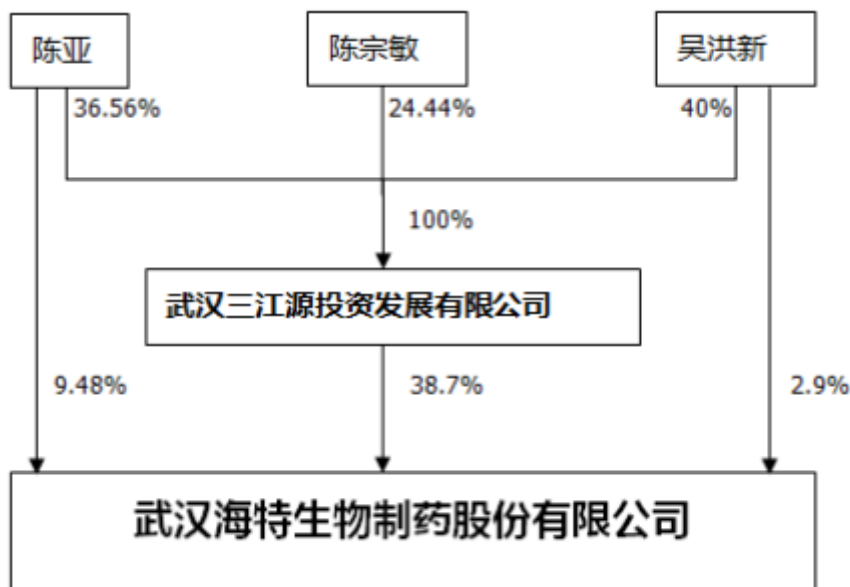 陈亚
陈宗敏
吴洪新
36.56%
24.44%
40%
100%
武汉三江源投资发展有限公司
9.48%
38.7%
2.9%
武汉海特生物制药股份有限公司